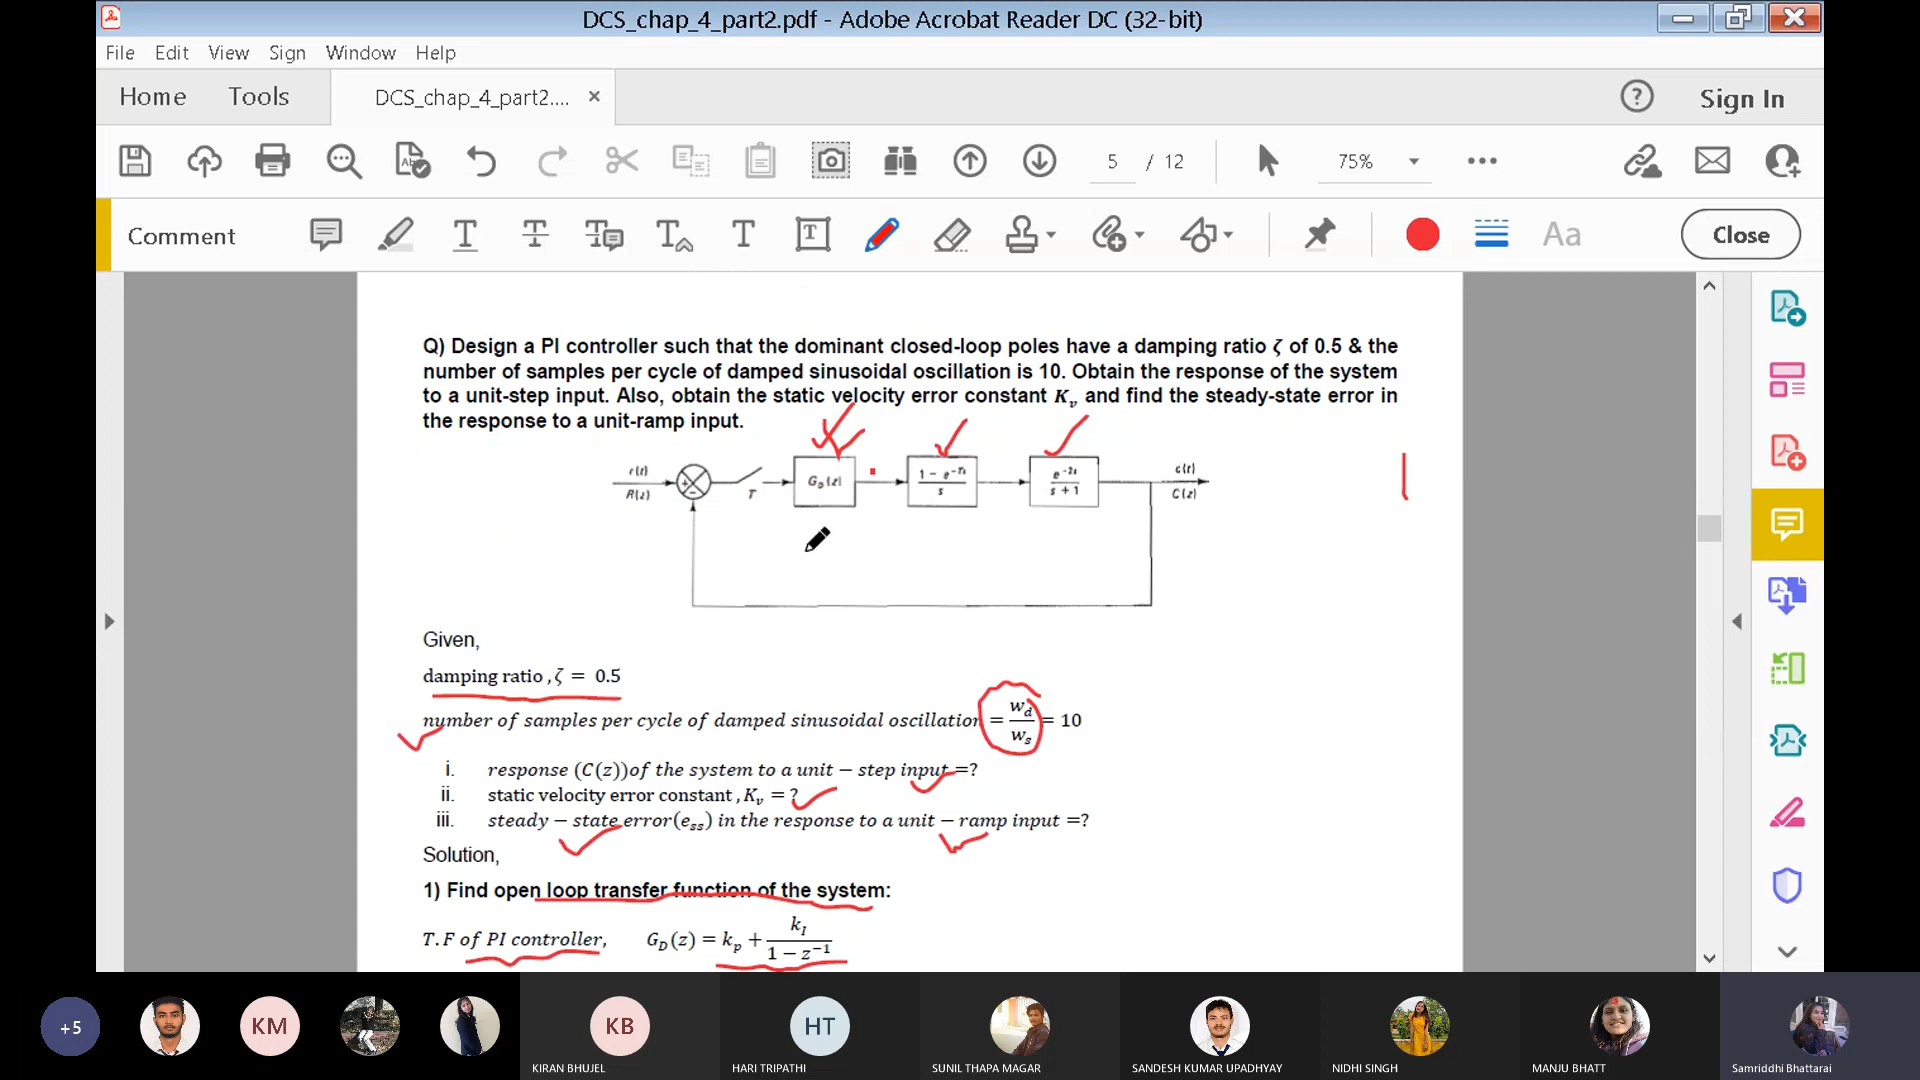 DCS_chap_4_part2.pdf - Adobe Acrobat Reader DC (32-bit)
File Edit View Sign Window Help
Home Tools DCS_chap_4_part2.... × Sign In
5 / 12 75%
Comment Close
Q) Design a PI controller such that the dominant closed-loop poles have a damping ratio ζ of 0.5 & the
number of samples per cycle of damped sinusoidal oscillation is 10. Obtain the response of the system
to a unit-step input. Also, obtain the static velocity error constant Kᵥ and find the steady-state error in
the response to a unit-ramp input.
r(t) R(z) + − T G_D(z) (1 − e^{−Ts})/s e^{−2s}/(s + 1) c(t) C(z)
Given,
damping ratio , ζ = 0.5
number of samples per cycle of damped sinusoidal oscillation = w_d/w_s = 10
i. response (C(z))of the system to a unit − step input =?
ii. static velocity error constant , Kᵥ = ?
iii. steady − state error(e_ss) in the response to a unit − ramp input =?
Solution,
1) Find open loop transfer function of the system:
T.F of PI controller, G_D(z) = k_p + k_I/(1 − z^{−1})
+5
KM
KB
KIRAN BHUJEL
HT
HARI TRIPATHI
SUNIL THAPA MAGAR
SANDESH KUMAR UPADHYAY
NIDHI SINGH
MANJU BHATT
Samriddhi Bhattarai